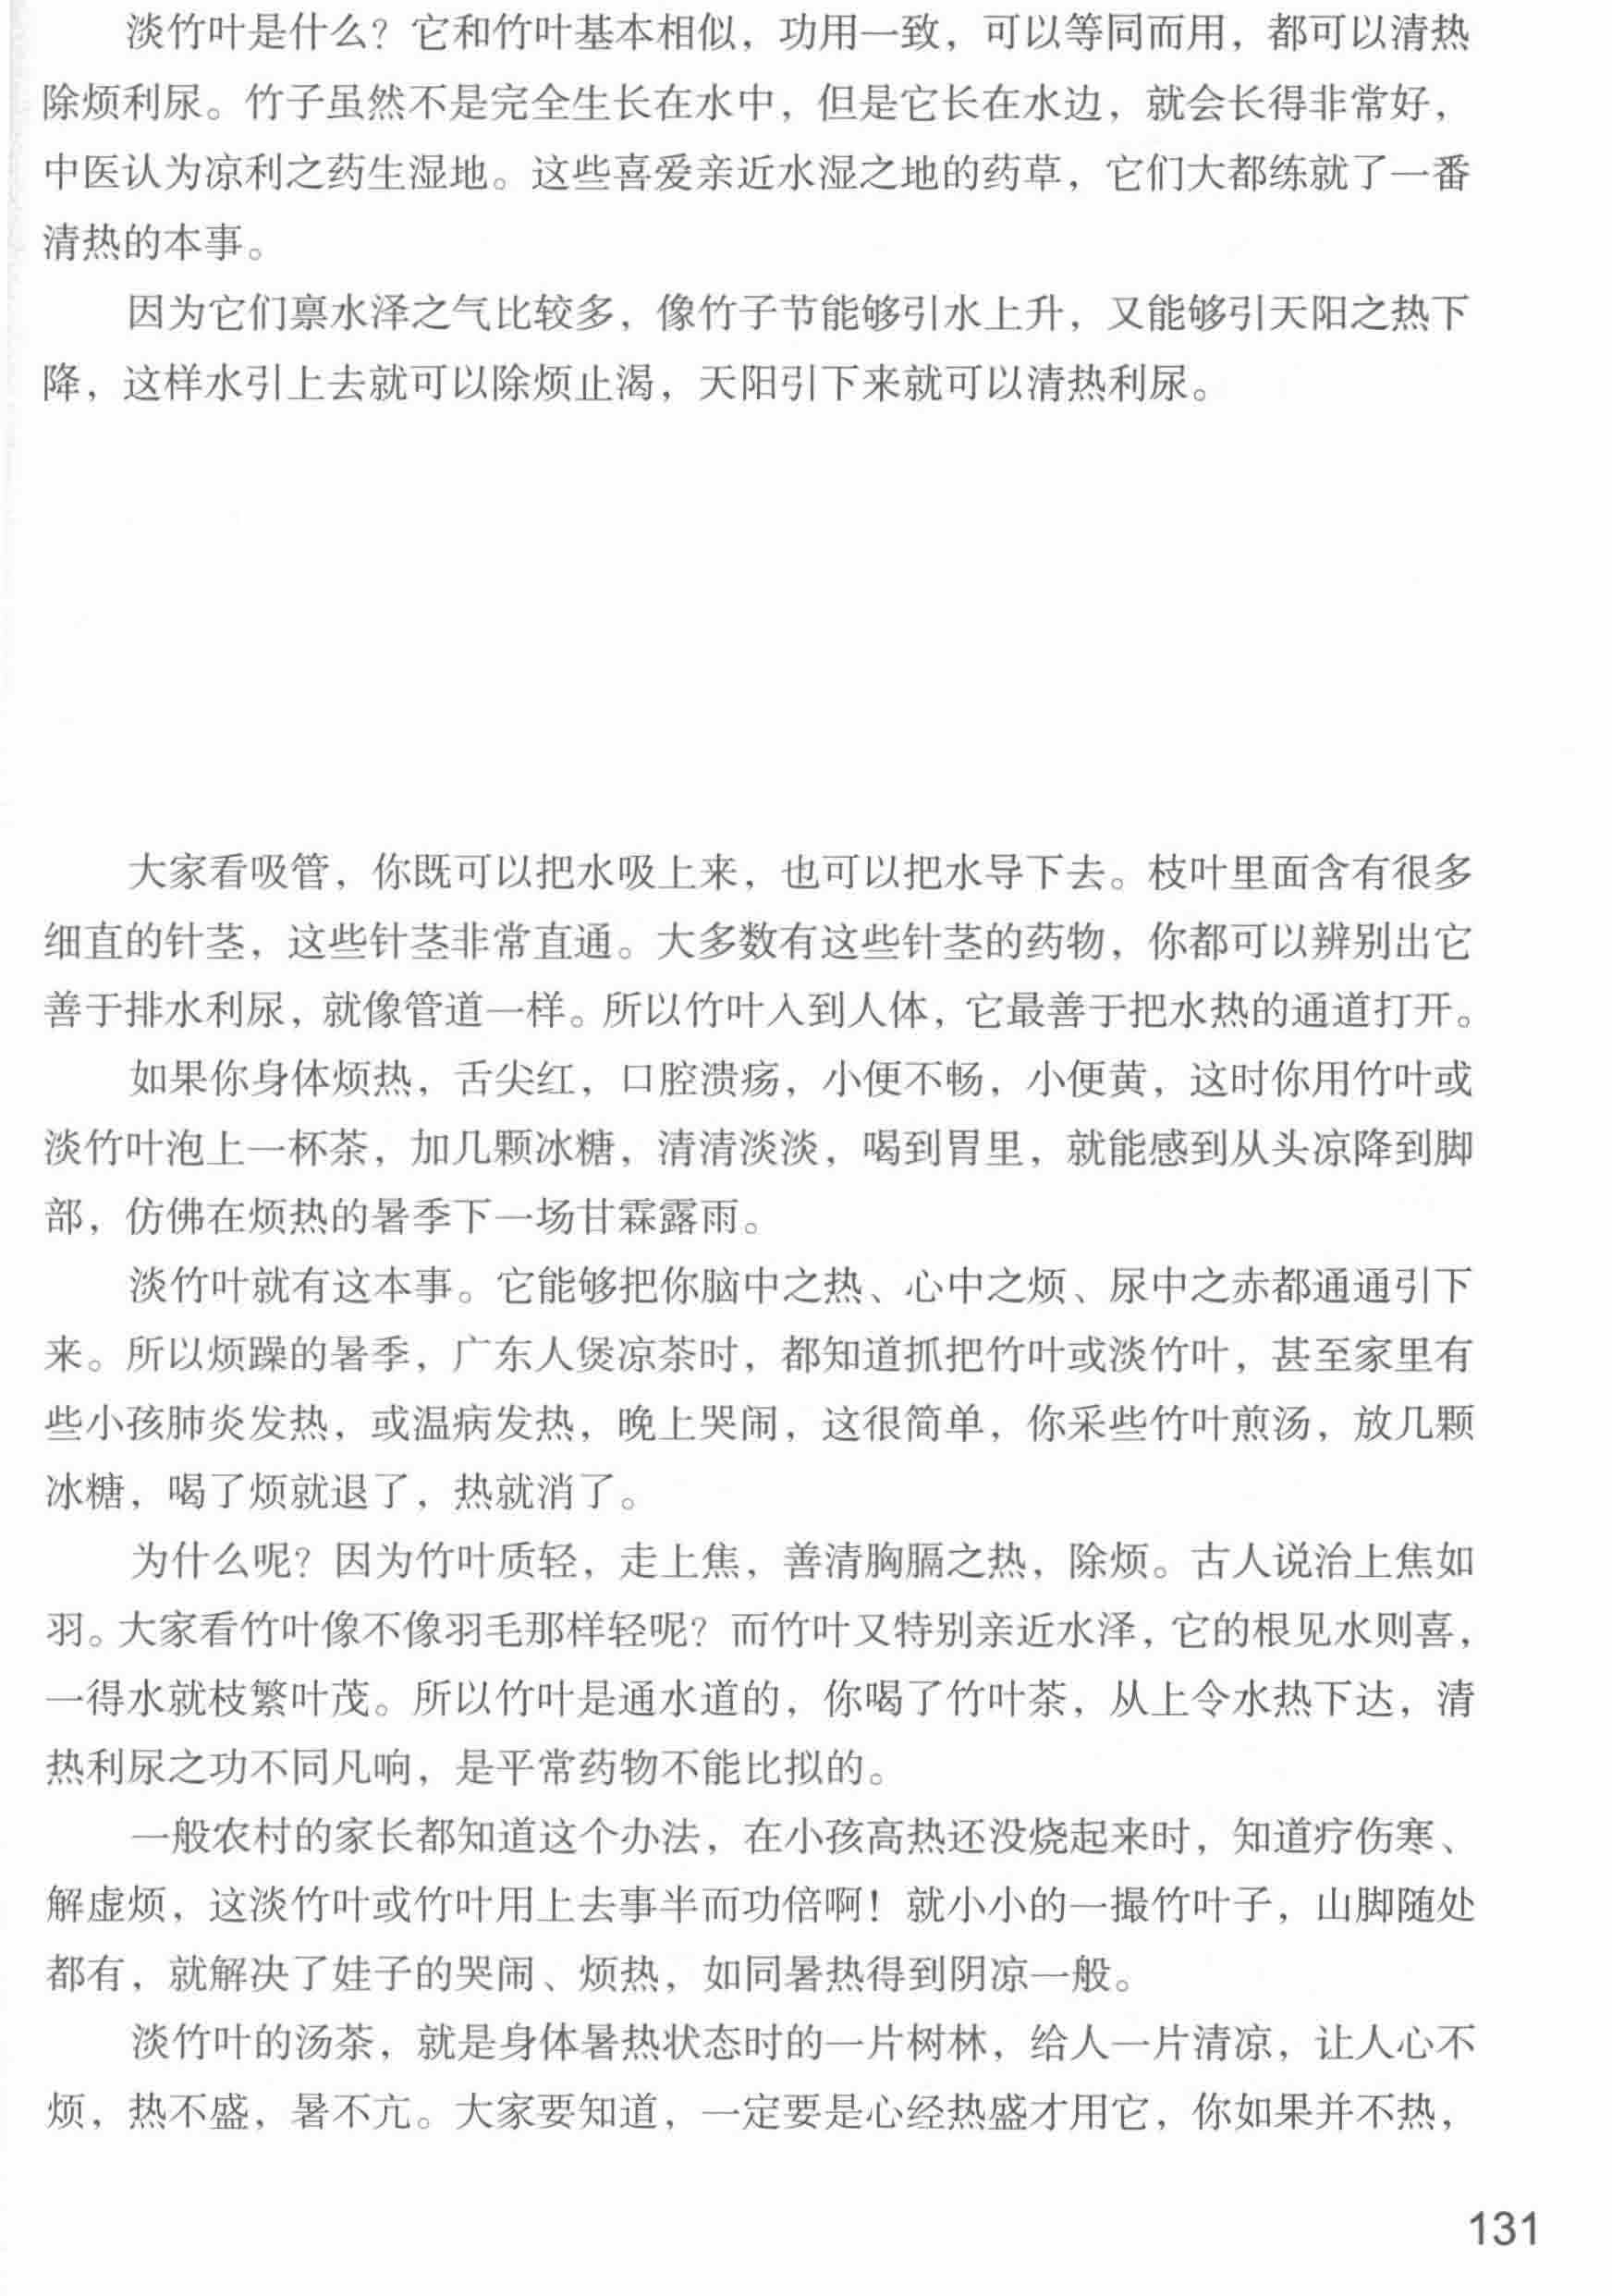 淡竹叶是什么？它和竹叶基本相似，功用一致，可以等同而用，都可以清热
除烦利尿。竹子虽然不是完全生长在水中，但是它长在水边，就会长得非常好，
中医认为凉利之药生湿地。这些喜爱亲近水湿之地的药草，它们大都练就了一番
清热的本事。
因为它们禀水泽之气比较多，像竹子节能够引水上升，又能够引天阳之热下
降，这样水引上去就可以除烦止渴，天阳引下来就可以清热利尿。
大家看吸管，你既可以把水吸上来，也可以把水导下去。枝叶里面含有很多
细直的针茎，这些针茎非常直通。大多数有这些针茎的药物，你都可以辨别出它
善于排水利尿，就像管道一样。所以竹叶入到人体，它最善于把水热的通道打开。
如果你身体烦热，舌尖红，口腔溃疡，小便不畅，小便黄，这时你用竹叶或
淡竹叶泡上一杯茶，加几颗冰糖，清清淡淡，喝到胃里，就能感到从头凉降到脚
部，仿佛在烦热的暑季下一场甘霖露雨。
淡竹叶就有这本事。它能够把你脑中之热、心中之烦、尿中之赤都通通引下
来。所以烦躁的暑季，广东人煲凉茶时，都知道抓把竹叶或淡竹叶，甚至家里有
些小孩肺炎发热，或温病发热，晚上哭闹，这很简单，你采些竹叶煎汤，放几颗
冰糖，喝了烦就退了，热就消了。
为什么呢？因为竹叶质轻，走上焦，善清胸膈之热，除烦。古人说治上焦如
羽。大家看竹叶像不像羽毛那样轻呢？而竹叶又特别亲近水泽，它的根见水则喜，
一得水就枝繁叶茂。所以竹叶是通水道的，你喝了竹叶茶，从上令水热下达，清
热利尿之功不同凡响，是平常药物不能比拟的。
一般农村的家长都知道这个办法，在小孩高热还没烧起来时，知道疗伤寒、
解虚烦，这淡竹叶或竹叶用上去事半而功倍啊！就小小的一撮竹叶子，山脚随处
都有，就解决了娃子的哭闹、烦热，如同暑热得到阴凉一般。
淡竹叶的汤茶，就是身体暑热状态时的一片树林，给人一片清凉，让人心不
烦，热不盛，暑不亢。大家要知道，一定要是心经热盛才用它，你如果并不热，
131